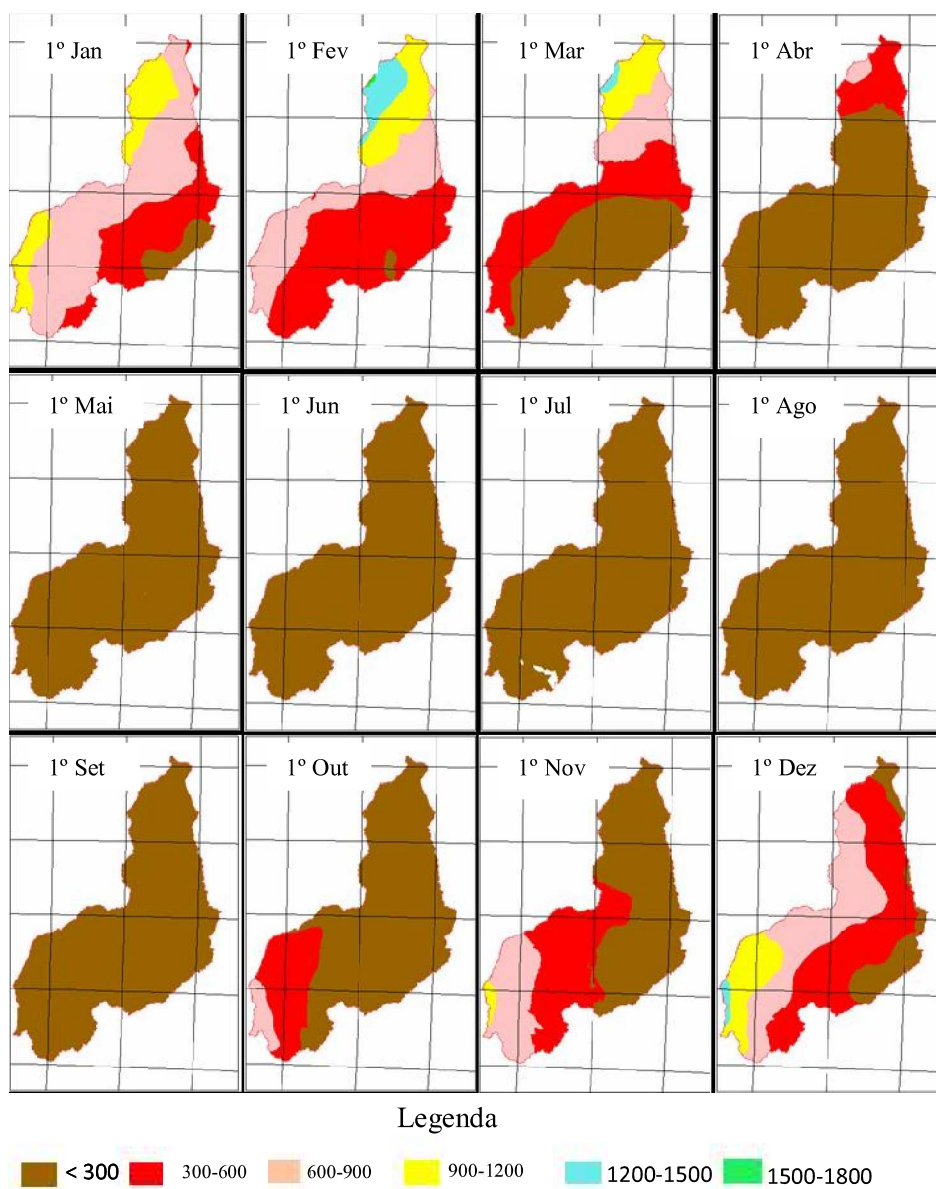 1º Jan 1º Fev 1º Mar 1º Abr
1º Mai 1º Jun 1º Jul 1º Ago
1º Set 1º Out 1º Nov 1º Dez
Legenda
< 300 300-600 600-900 900-1200 1200-1500 1500-1800